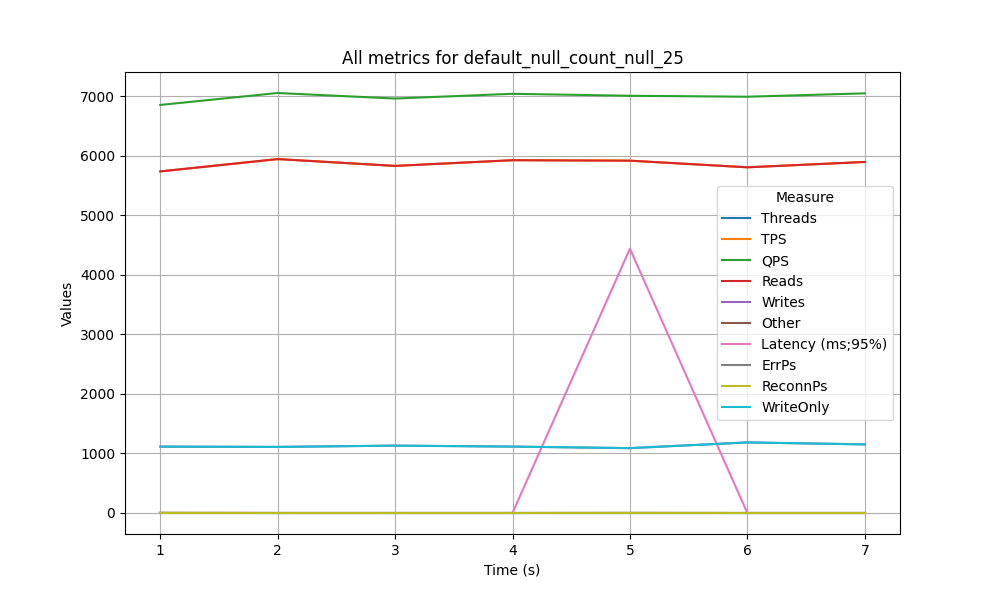 All metrics for default_null_count_null_25
Values
7000
6000
5000
4000
3000
2000
1000
0
Measure
Threads
TPS
QPS
Reads
Writes
Other
Latency (ms;95%)
ErrPs
ReconnPs
WriteOnly
1 2 3 4 5 6 7
Time (s)